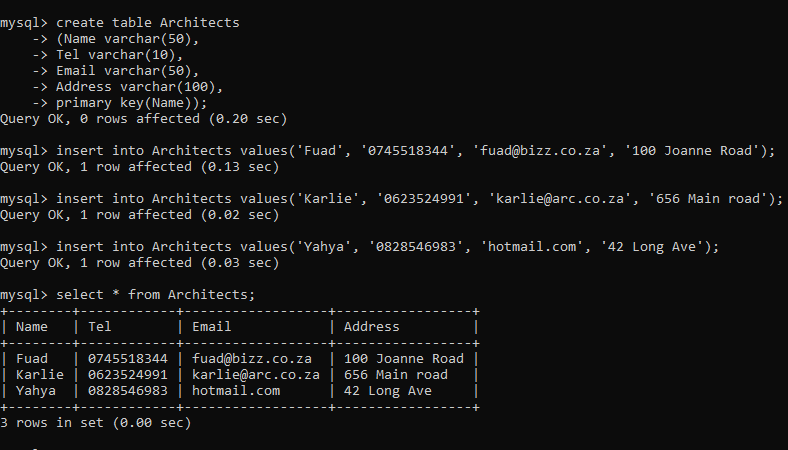 mysql> create table Architects
    -> (Name varchar(50),
    -> Tel varchar(10),
    -> Email varchar(50),
    -> Address varchar(100),
    -> primary key(Name));
Query OK, 0 rows affected (0.20 sec)
mysql> insert into Architects values('Fuad', '0745518344', 'fuad@bizz.co.za', '100 Joanne Road');
Query OK, 1 row affected (0.13 sec)
mysql> insert into Architects values('Karlie', '0623524991', 'karlie@arc.co.za', '656 Main road');
Query OK, 1 row affected (0.02 sec)
mysql> insert into Architects values('Yahya', '0828546983', 'hotmail.com', '42 Long Ave');
Query OK, 1 row affected (0.03 sec)
mysql> select * from Architects;
+--------+------------+------------------+-----------------+
| Name   | Tel        | Email            | Address         |
+--------+------------+------------------+-----------------+
| Fuad   | 0745518344 | fuad@bizz.co.za  | 100 Joanne Road |
| Karlie | 0623524991 | karlie@arc.co.za | 656 Main road   |
| Yahya  | 0828546983 | hotmail.com      | 42 Long Ave     |
+--------+------------+------------------+-----------------+
3 rows in set (0.00 sec)